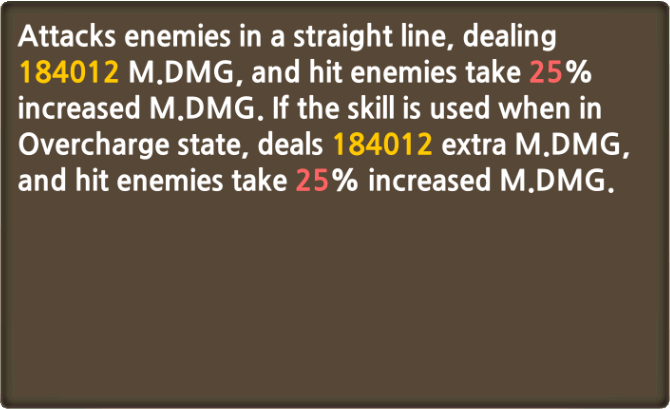 Attacks enemies in a straight line, dealing
184012 M.DMG, and hit enemies take 25%
increased M.DMG. If the skill is used when in
Overcharge state, deals 184012 extra M.DMG,
and hit enemies take 25% increased M.DMG.